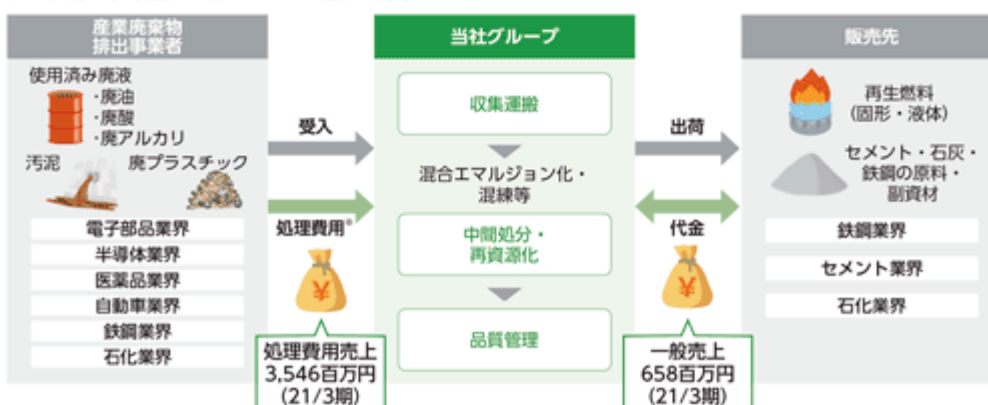 産業廃棄物
排出事業者
使用済み廃液
・廃油
・廃酸
・廃アルカリ
汚泥
廃プラスチック
電子部品業界
半導体業界
医薬品業界
自動車業界
鉄鋼業界
石化業界
受入
処理費用※
¥
処理費用売上
3,546百万円
(21/3期)
当社グループ
収集運搬
混合エマルジョン化・
混練等
中間処分・
再資源化
品質管理
出荷
代金
¥
一般売上
658百万円
(21/3期)
販売先
再生燃料
(固形・液体)
セメント・石灰・
鉄鋼の原料・
副資材
鉄鋼業界
セメント業界
石化業界